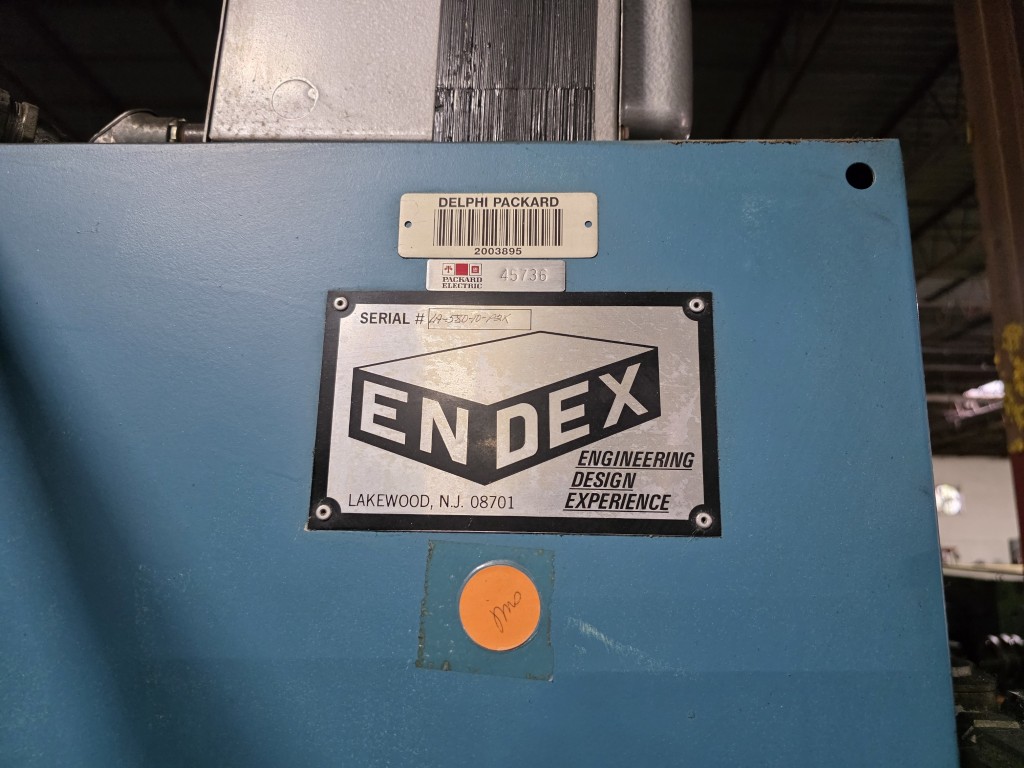 DELPHI PACKARD
2003895
PACKARD
ELECTRIC
45736
SERIAL #
ENDEX
ENGINEERING
DESIGN
EXPERIENCE
LAKEWOOD, N.J. 08701